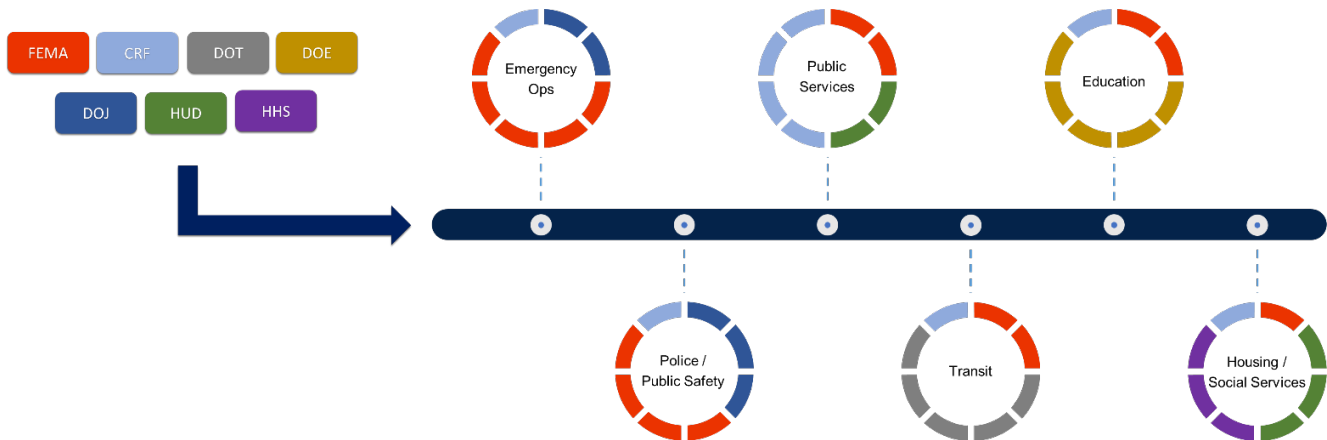 FEMA
CRF
DOT
DOE
DOJ
HUD
HHS
Emergency
Ops
Public
Services
Education
Police /
Public Safety
Transit
Housing /
Social Services